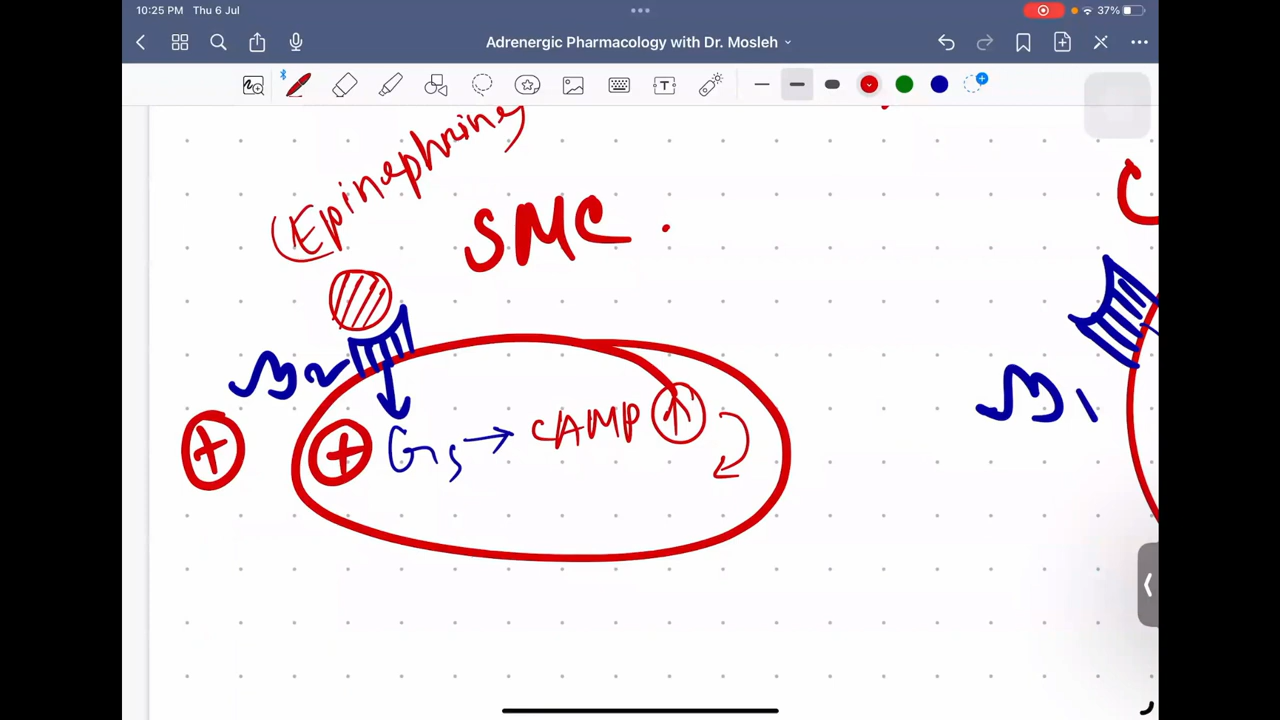 10:25 PM Thu 6 Jul
37%
Adrenergic Pharmacology with Dr. Mosleh
T
(Epinephrine)
SMC
C
β2
β1
+
+
Gs → cAMP ↑